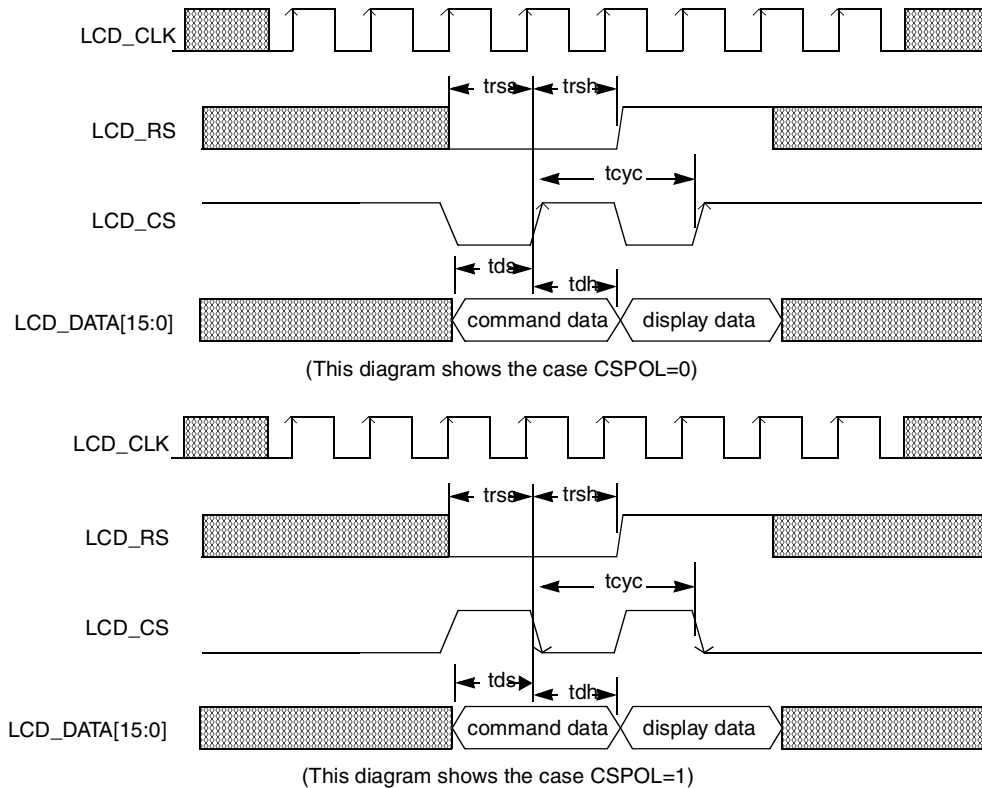 LCD_CLK
trss trsh
LCD_RS
tcyc
LCD_CS
tds
tdh
LCD_DATA[15:0] command data display data
(This diagram shows the case CSPOL=0)
LCD_CLK
trss trsh
LCD_RS
tcyc
LCD_CS
tds
tdh
LCD_DATA[15:0] command data display data
(This diagram shows the case CSPOL=1)